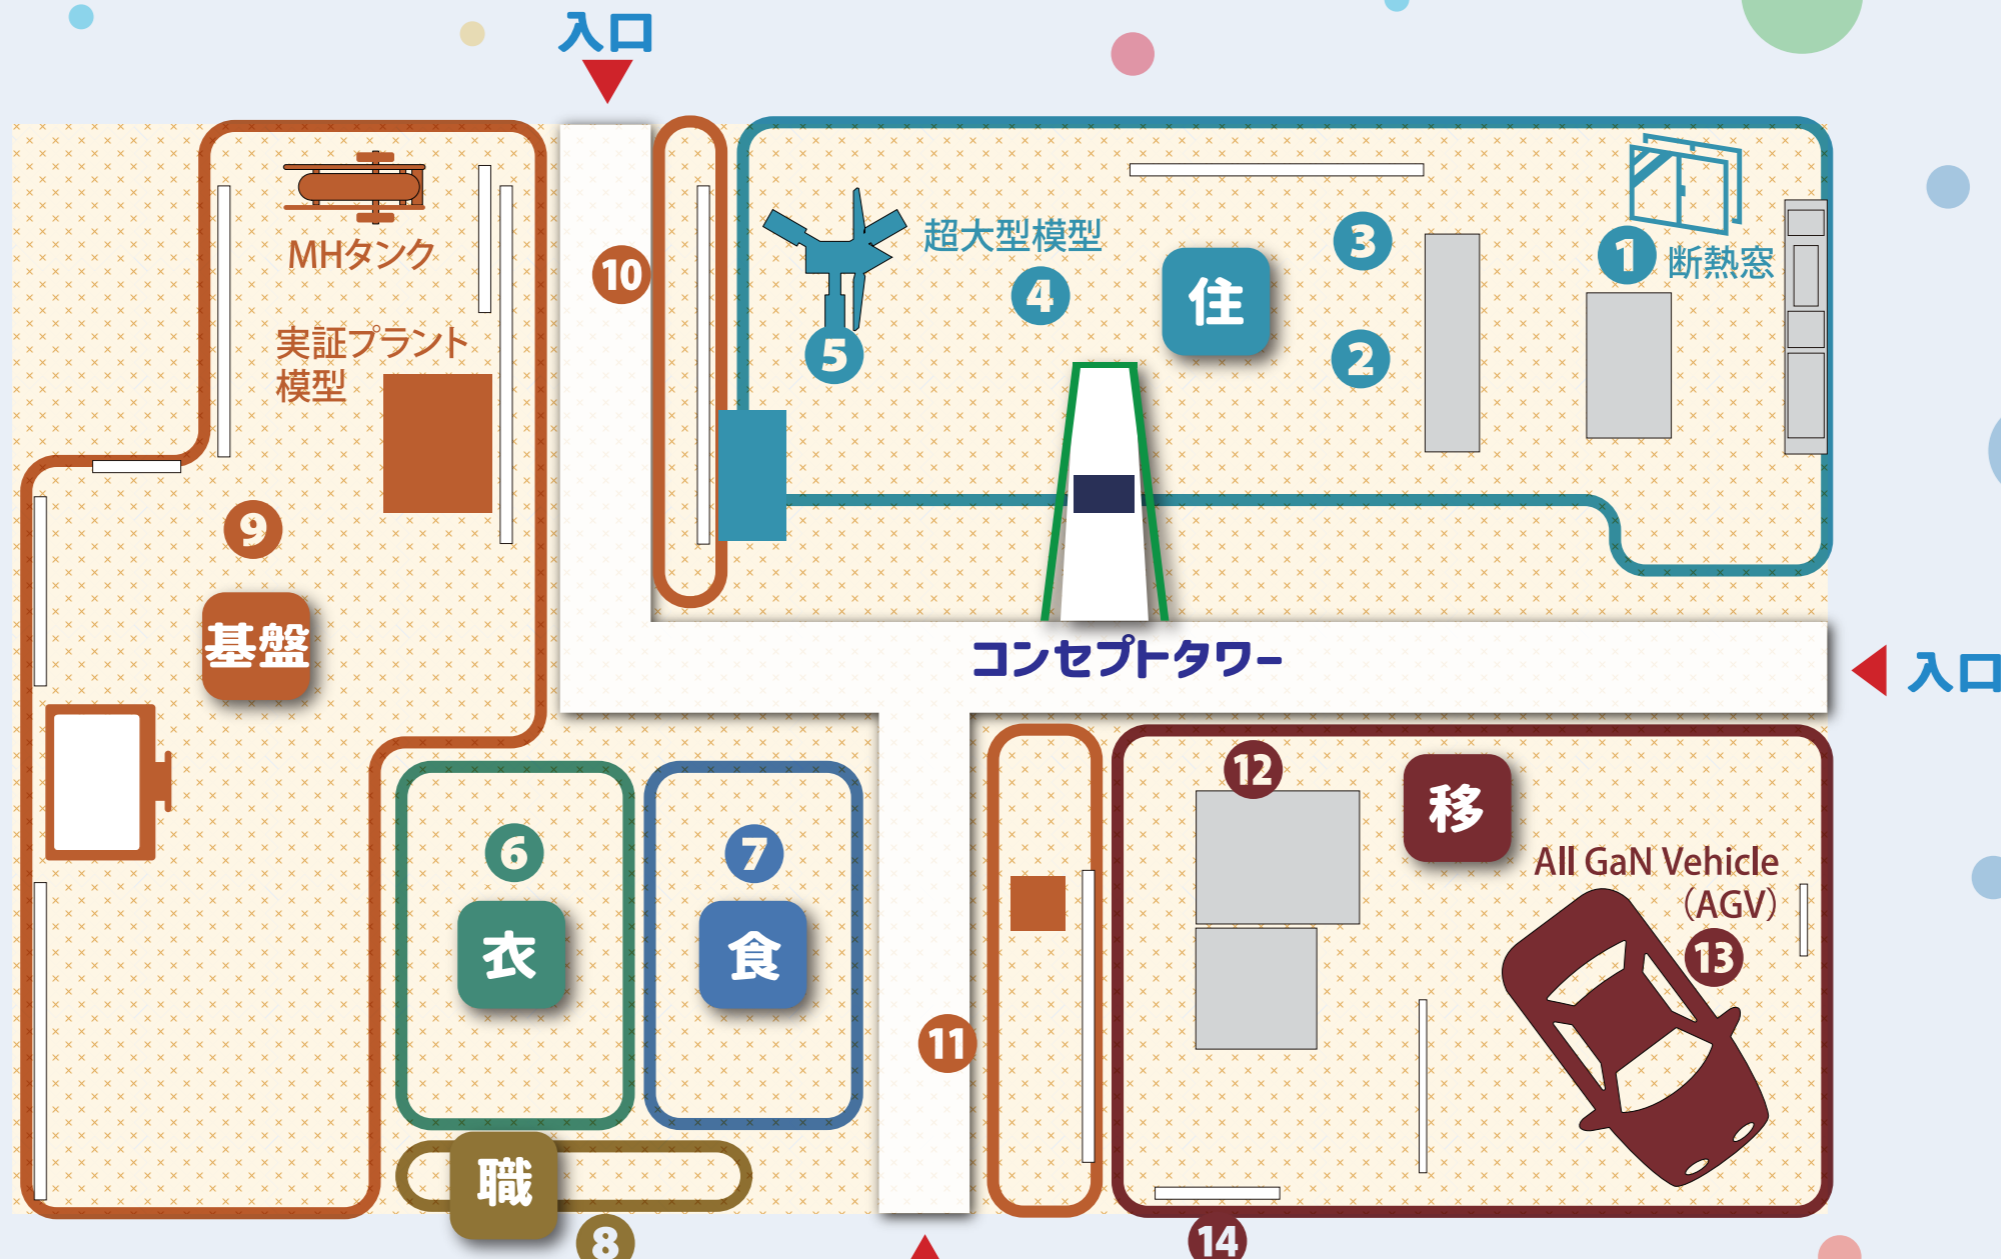 入口
MHタンク
実証プラント
模型
10
超大型模型
4
5
住
3
2
1
断熱窓
9
基盤
コンセプトタワー
入口
6
衣
7
食
職
8
11
12
移
All GaN Vehicle
(AGV)
13
14